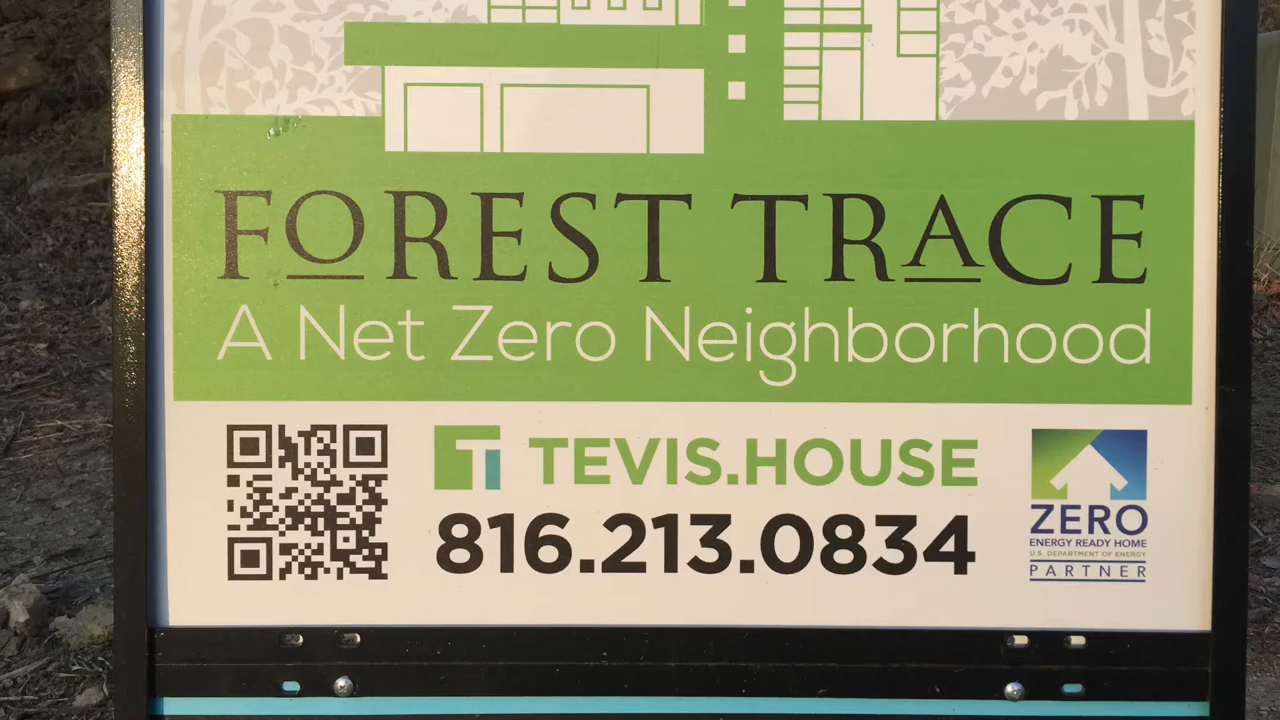 FOREST TRACE
A Net Zero Neighborhood
TEVIS.HOUSE
816.213.0834
ZERO
ENERGY READY HOME
U.S. DEPARTMENT OF ENERGY
PARTNER